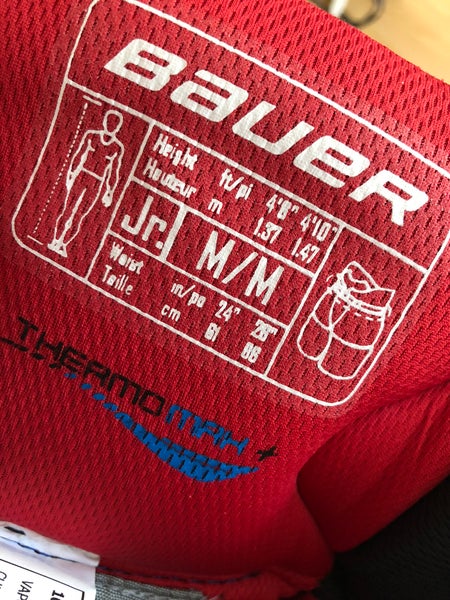 BAUER
Height ft/pi 4'6" 4'10"
Hauteur m 1.37 1.47
Jr. M/M
Waist in/po 24" 26"
Taille cm 61 66
THERMO MAX +
VAP